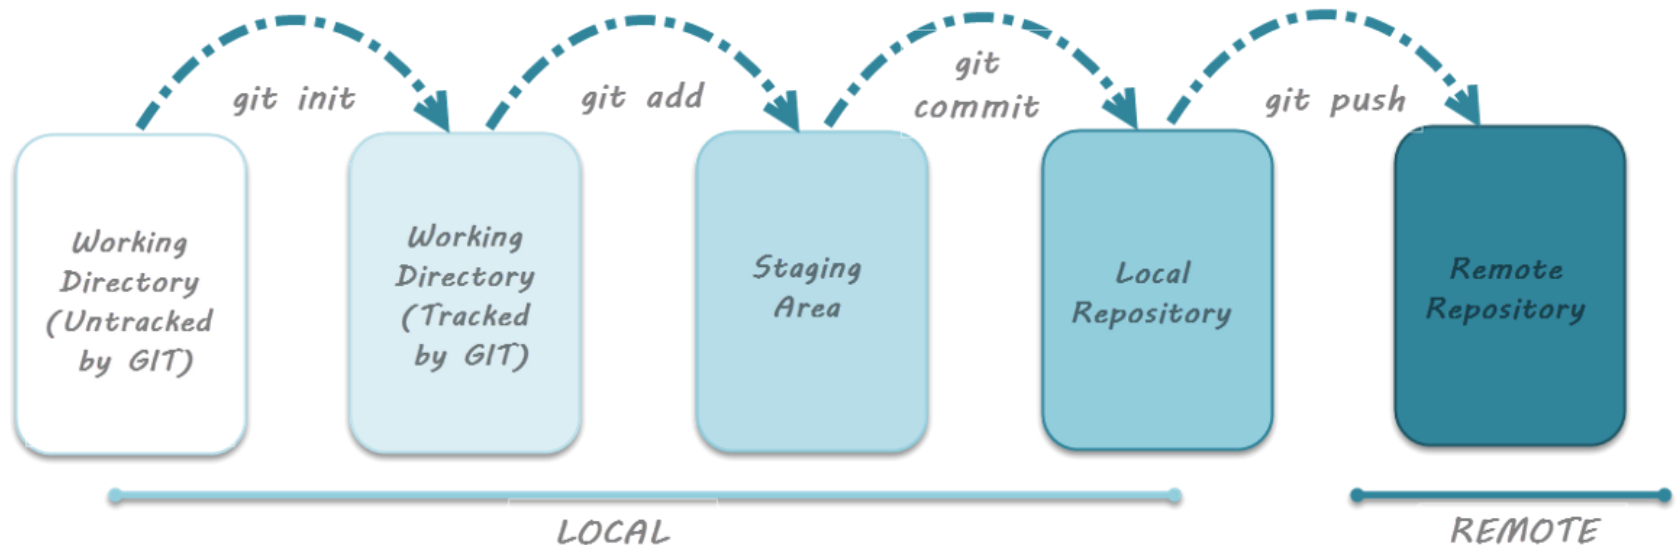 git init
git add
git
commit
git push
Working
Directory
(Untracked
by GIT)
Working
Directory
(Tracked
by GIT)
Staging
Area
Local
Repository
Remote
Repository
LOCAL
REMOTE